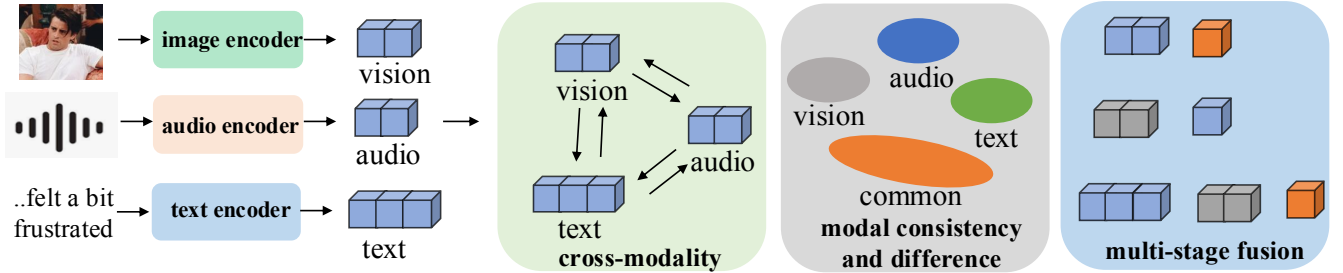 image encoder
vision
audio encoder
audio
..felt a bit
frustrated
text encoder
text
vision
audio
text
cross-modality
audio
vision
text
common
modal consistency
and difference
multi-stage fusion